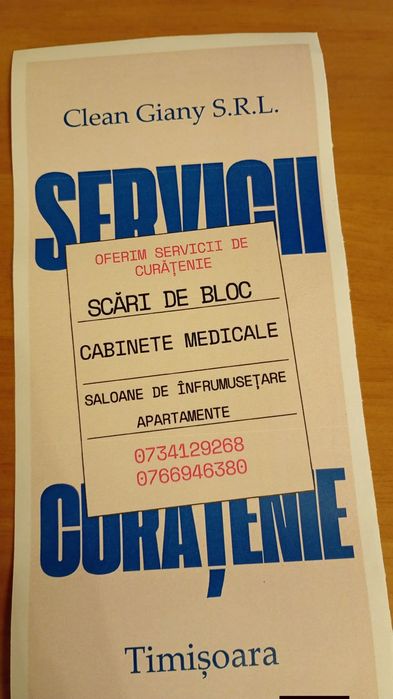 Clean Giany S.R.L.
SERVICII
OFERIM SERVICII DE
CURĂȚENIE
SCĂRI DE BLOC
CABINETE MEDICALE
SALOANE DE ÎNFRUMUSEȚARE
APARTAMENTE
0734129268
0766946380
CURĂȚENIE
Timișoara